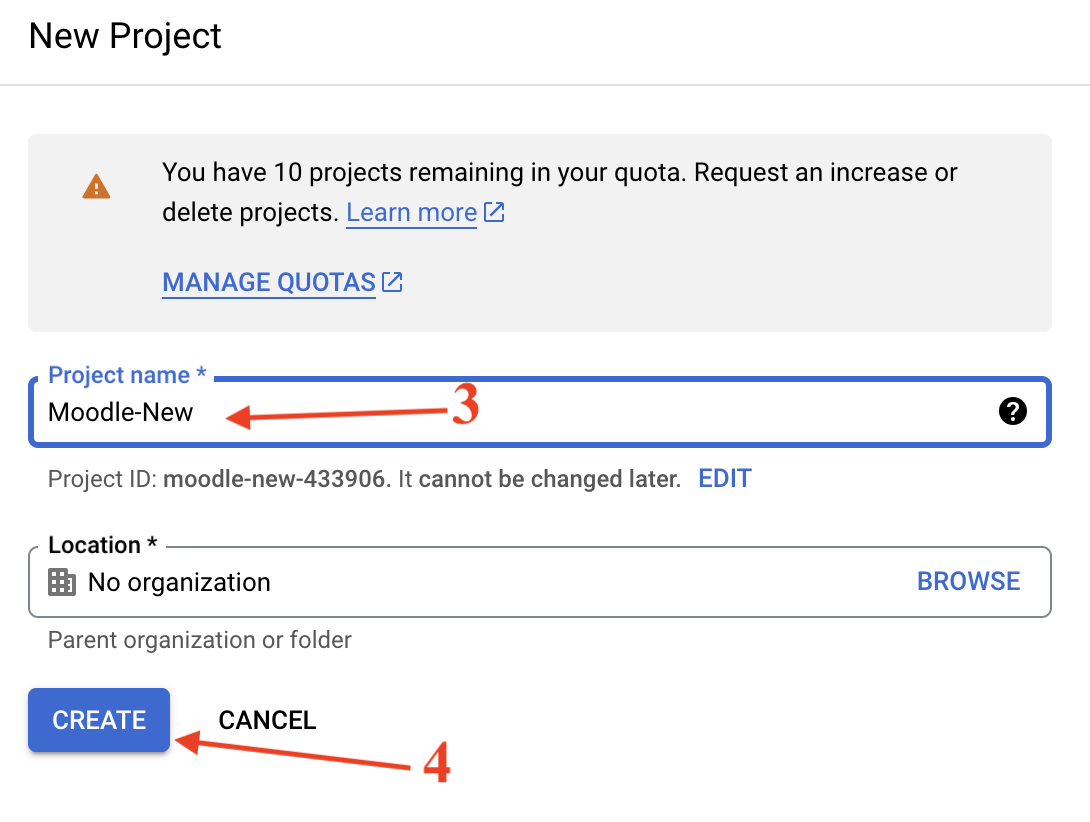 New Project
You have 10 projects remaining in your quota. Request an increase or
delete projects. Learn more
MANAGE QUOTAS
Project name *
Moodle-New
3
Project ID: moodle-new-433906. It cannot be changed later. EDIT
Location *
No organization BROWSE
Parent organization or folder
CREATE CANCEL
4